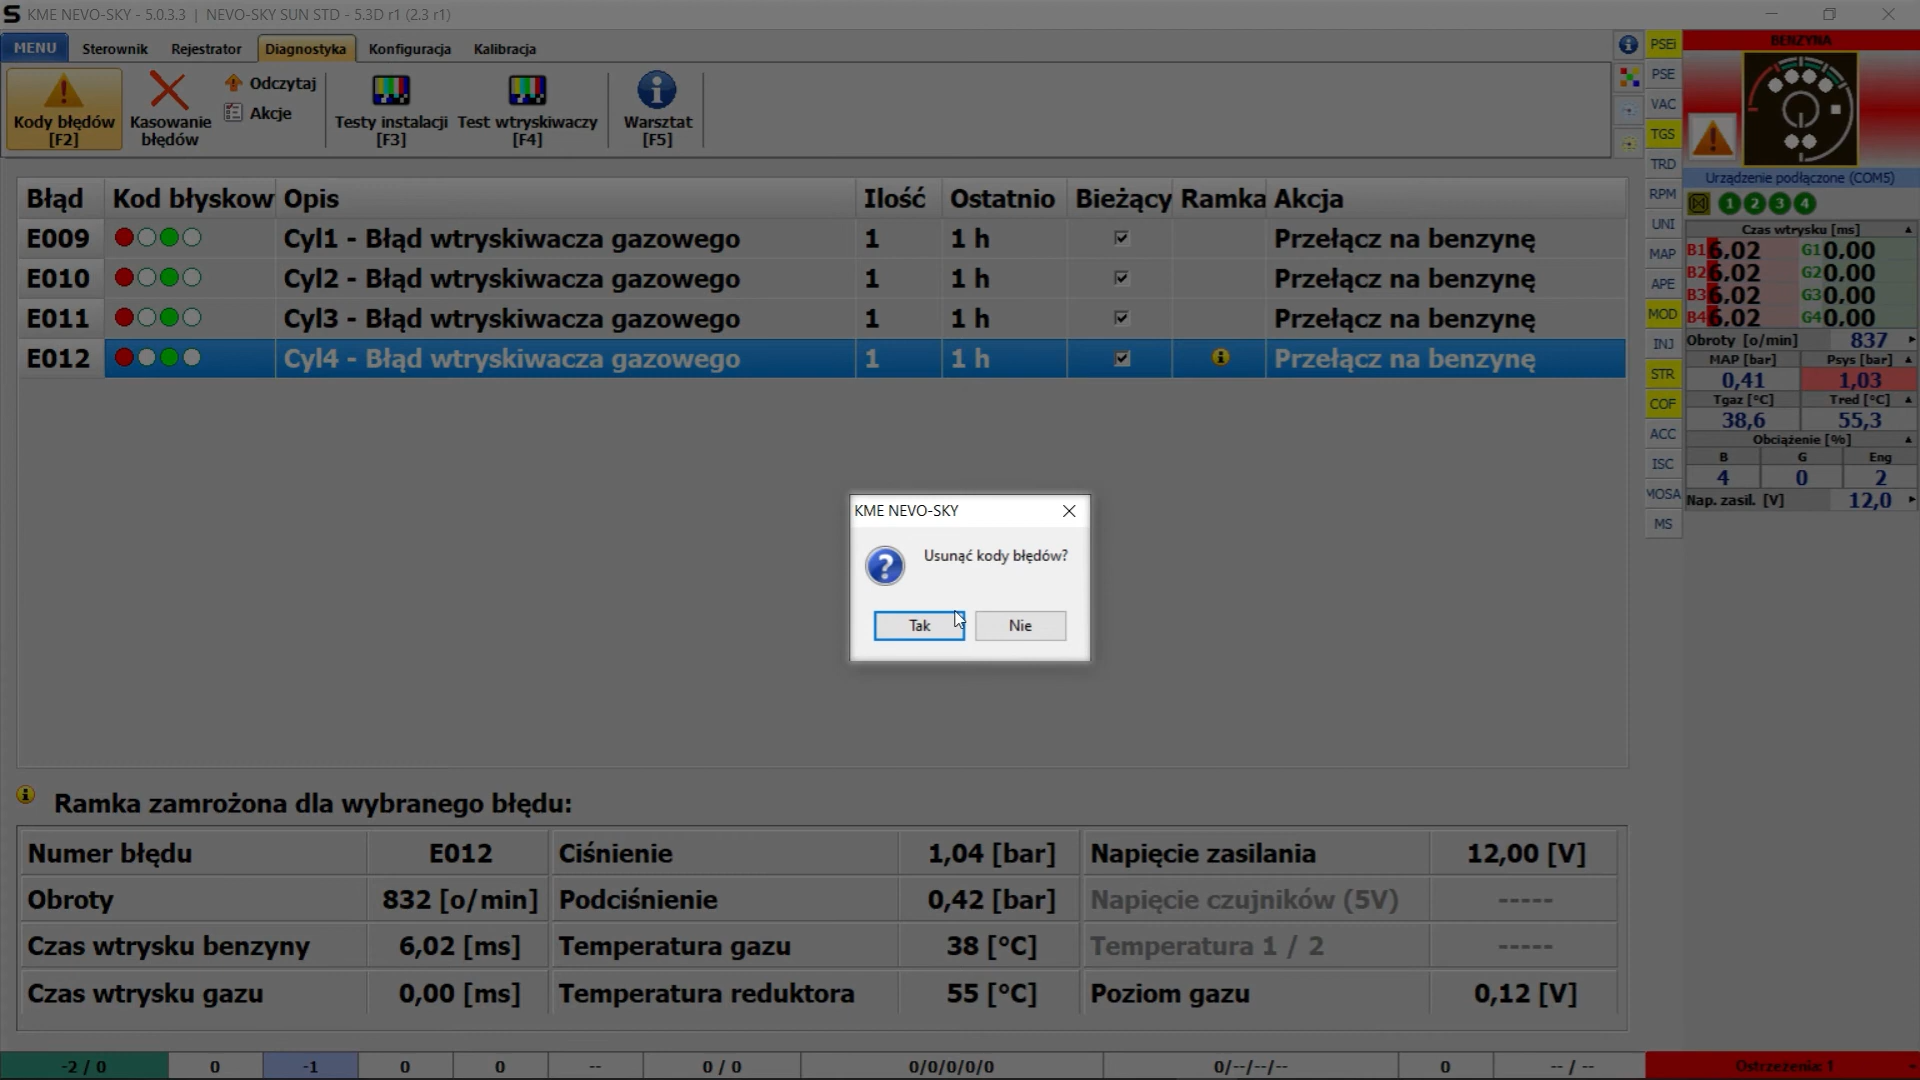 KME NEVO-SKY - 5.0.3.3 | NEVO-SKY SUN STD - 5.3D r1 (2.3 r1)
MENU Sterownik Rejestrator Diagnostyka Konfiguracja Kalibracja
Kody błędów [F2]
Kasowanie błędów
Odczytaj
Akcje
Testy instalacji [F3]
Test wtryskiwaczy [F4]
Warsztat [F5]
Błąd Kod błyskow Opis Ilość Ostatnio Bieżący Ramka Akcja
E009 Cyl1 - Błąd wtryskiwacza gazowego 1 1 h Przełącz na benzynę
E010 Cyl2 - Błąd wtryskiwacza gazowego 1 1 h Przełącz na benzynę
E011 Cyl3 - Błąd wtryskiwacza gazowego 1 1 h Przełącz na benzynę
E012 Cyl4 - Błąd wtryskiwacza gazowego 1 1 h Przełącz na benzynę
KME NEVO-SKY
Usunąć kody błędów?
Tak Nie
Ramka zamrożona dla wybranego błędu:
Numer błędu E012 Ciśnienie 1,04 [bar] Napięcie zasilania 12,00 [V]
Obroty 832 [o/min] Podciśnienie 0,42 [bar] Napięcie czujników (5V) -----
Czas wtrysku benzyny 6,02 [ms] Temperatura gazu 38 [°C] Temperatura 1 / 2 -----
Czas wtrysku gazu 0,00 [ms] Temperatura reduktora 55 [°C] Poziom gazu 0,12 [V]
PSEi
PSE
VAC
TGS
TRD
RPM
UNI
MAP
APE
MOD
INJ
STR
COF
ACC
ISC
MOSA
MS
BENZYNA
Urządzenie podłączone (COM5)
1 2 3 4
Czas wtrysku [ms]
B1 6,02 G1 0,00
B2 6,02 G2 0,00
B3 6,02 G3 0,00
B4 6,02 G4 0,00
Obroty [o/min] 837
MAP [bar] Psys [bar]
0,41 1,03
Tgaz [°C] Tred [°C]
38,6 55,3
Obciążenie [%]
B G Eng
4 0 2
Nap. zasil. [V] 12,0
-2 / 0 0 -1 0 0 -- 0 / 0 0/0/0/0/0 0/--/--/-- 0 -- / -- Ostrzeżenia: 1